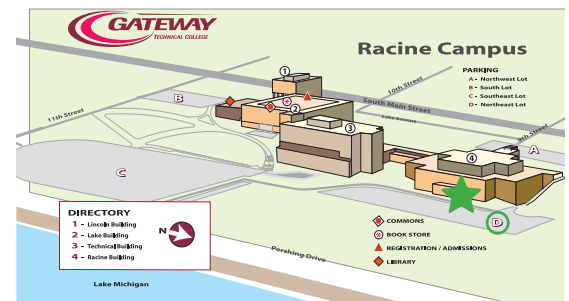 GATEWAY
TECHNICAL COLLEGE
Racine Campus
PARKING
A - Northwest Lot
B - South Lot
C - Southeast Lot
D - Northeast Lot
10th Street
1
B
11th Street
South Main Street
2
Lake Avenue
3
9th Street
A
4
C
DIRECTORY
1 - Lincoln Building
2 - Lake Building
3 - Technical Building
4 - Racine Building
N
COMMONS
BOOK STORE
REGISTRATION / ADMISSIONS
LIBRARY
D
Pershing Drive
Lake Michigan